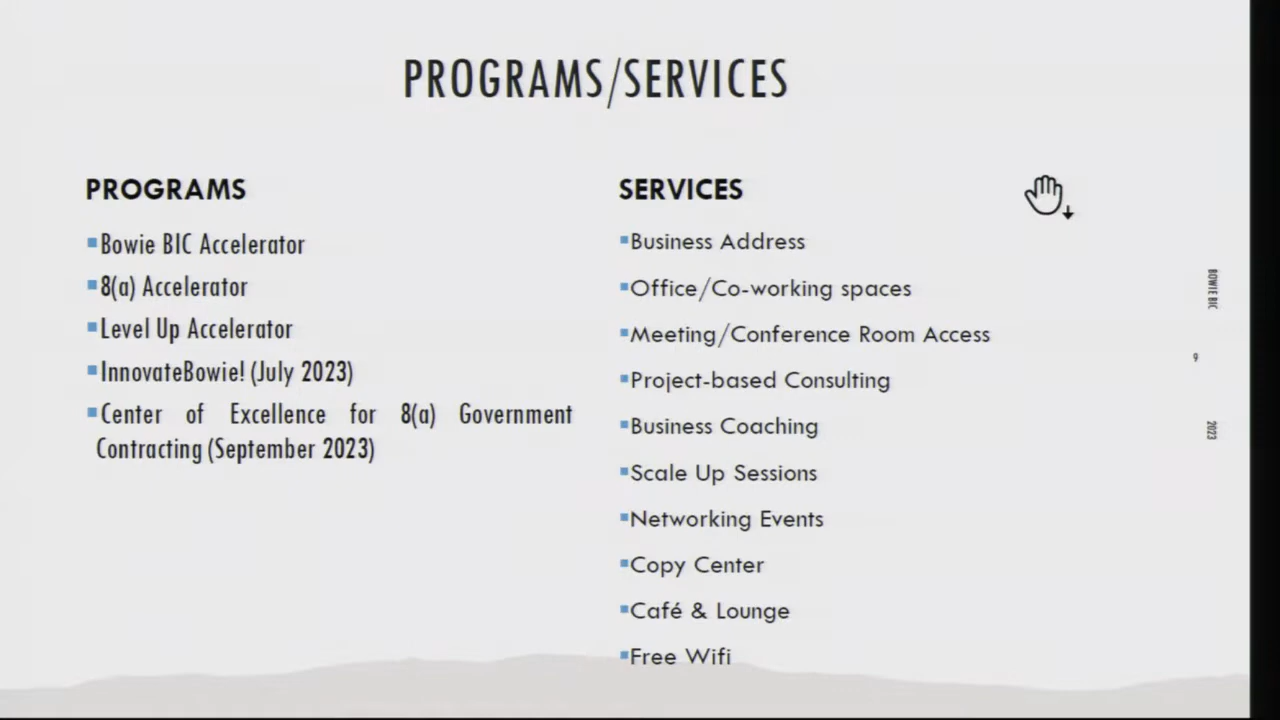 PROGRAMS/SERVICES
PROGRAMS
Bowie BIC Accelerator
8(a) Accelerator
Level Up Accelerator
InnovateBowie! (July 2023)
Center of Excellence for 8(a) Government
Contracting (September 2023)
SERVICES
Business Address
Office/Co-working spaces
Meeting/Conference Room Access
Project-based Consulting
Business Coaching
Scale Up Sessions
Networking Events
Copy Center
Café & Lounge
Free Wifi
BOWIE BIC
9
2023